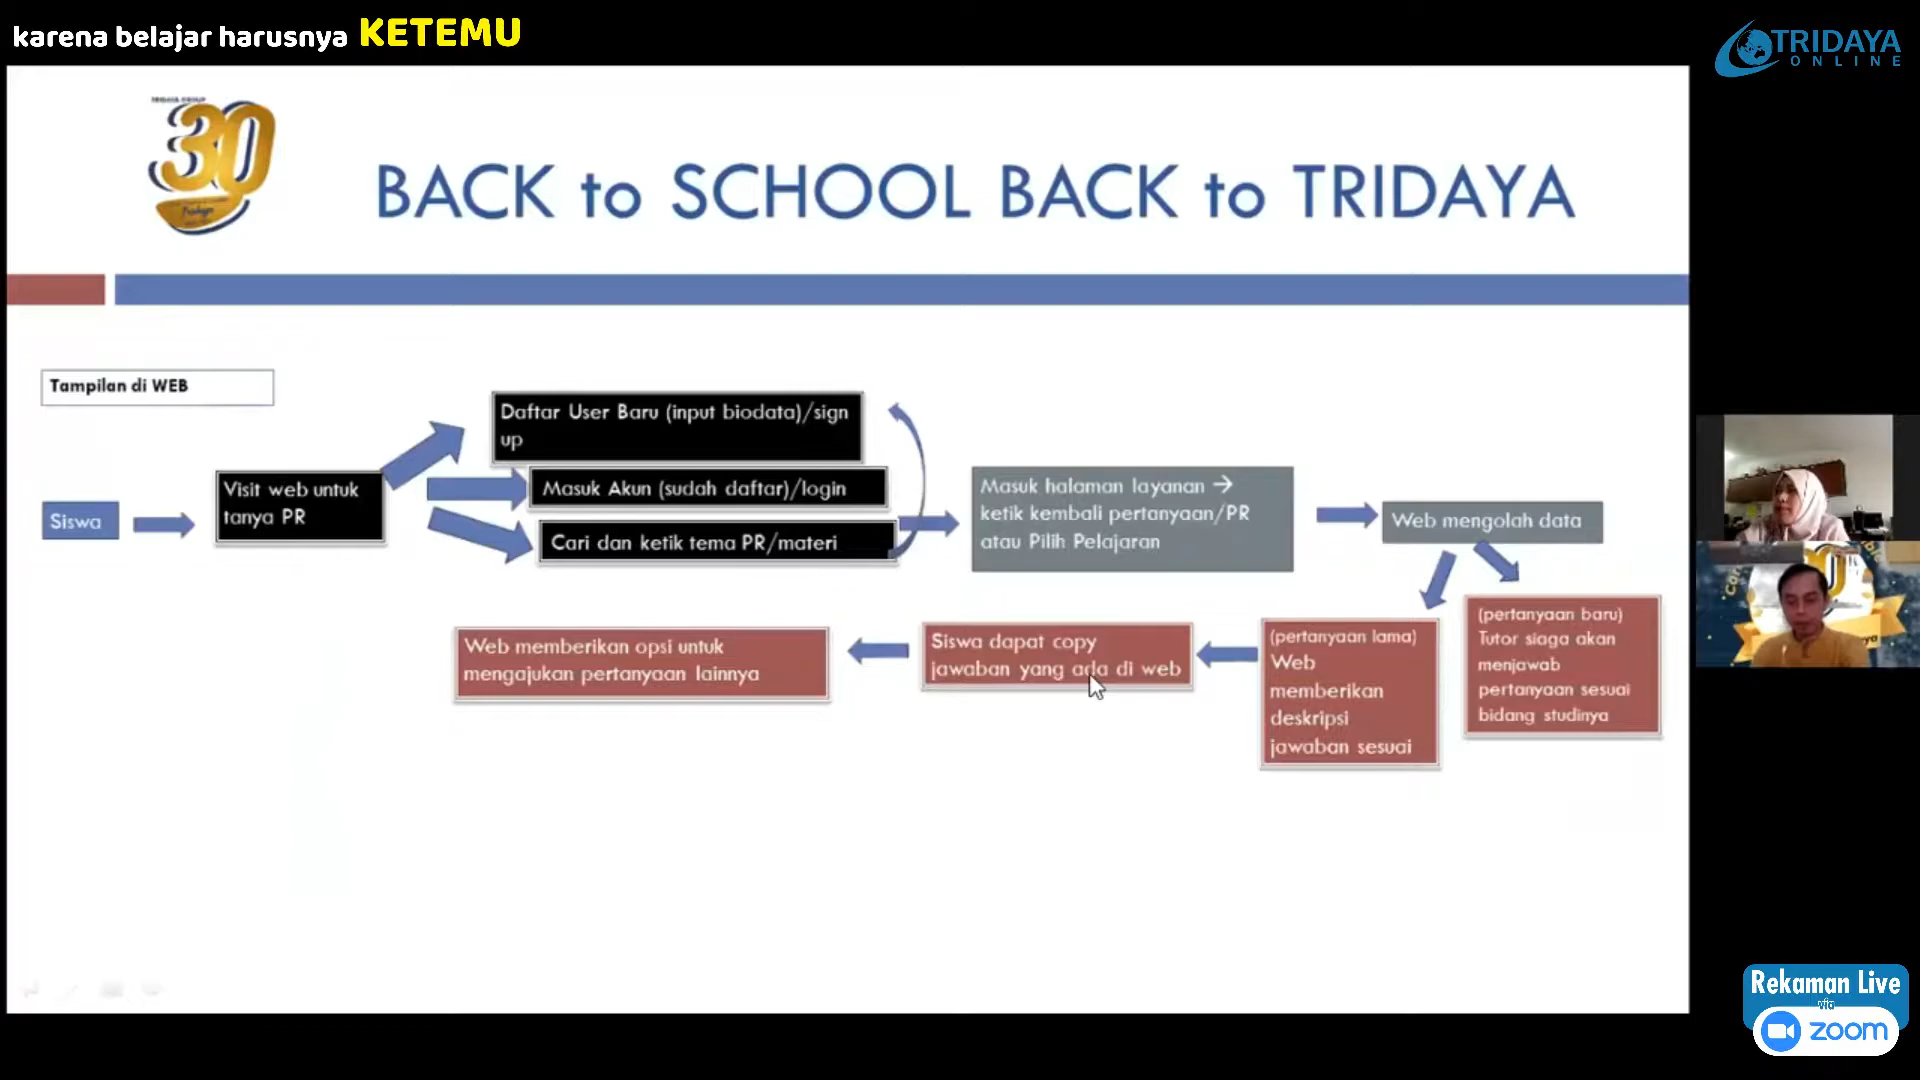 karena belajar harusnya KETEMU
TRIDAYA
ONLINE
30
BACK to SCHOOL BACK to TRIDAYA
Tampilan di WEB
Siswa
Visit web untuk
tanya PR
Daftar User Baru (input biodata)/sign
up
Masuk Akun (sudah daftar)/login
Cari dan ketik tema PR/materi
Masuk halaman layanan →
ketik kembali pertanyaan/PR
atau Pilih Pelajaran
Web mengolah data
(pertanyaan baru)
Tutor siaga akan
menjawab
pertanyaan sesuai
bidang studinya
(pertanyaan lama)
Web
memberikan
deskripsi
jawaban sesuai
Siswa dapat copy
jawaban yang ada di web
Web memberikan opsi untuk
mengajukan pertanyaan lainnya
Rekaman Live
via
zoom